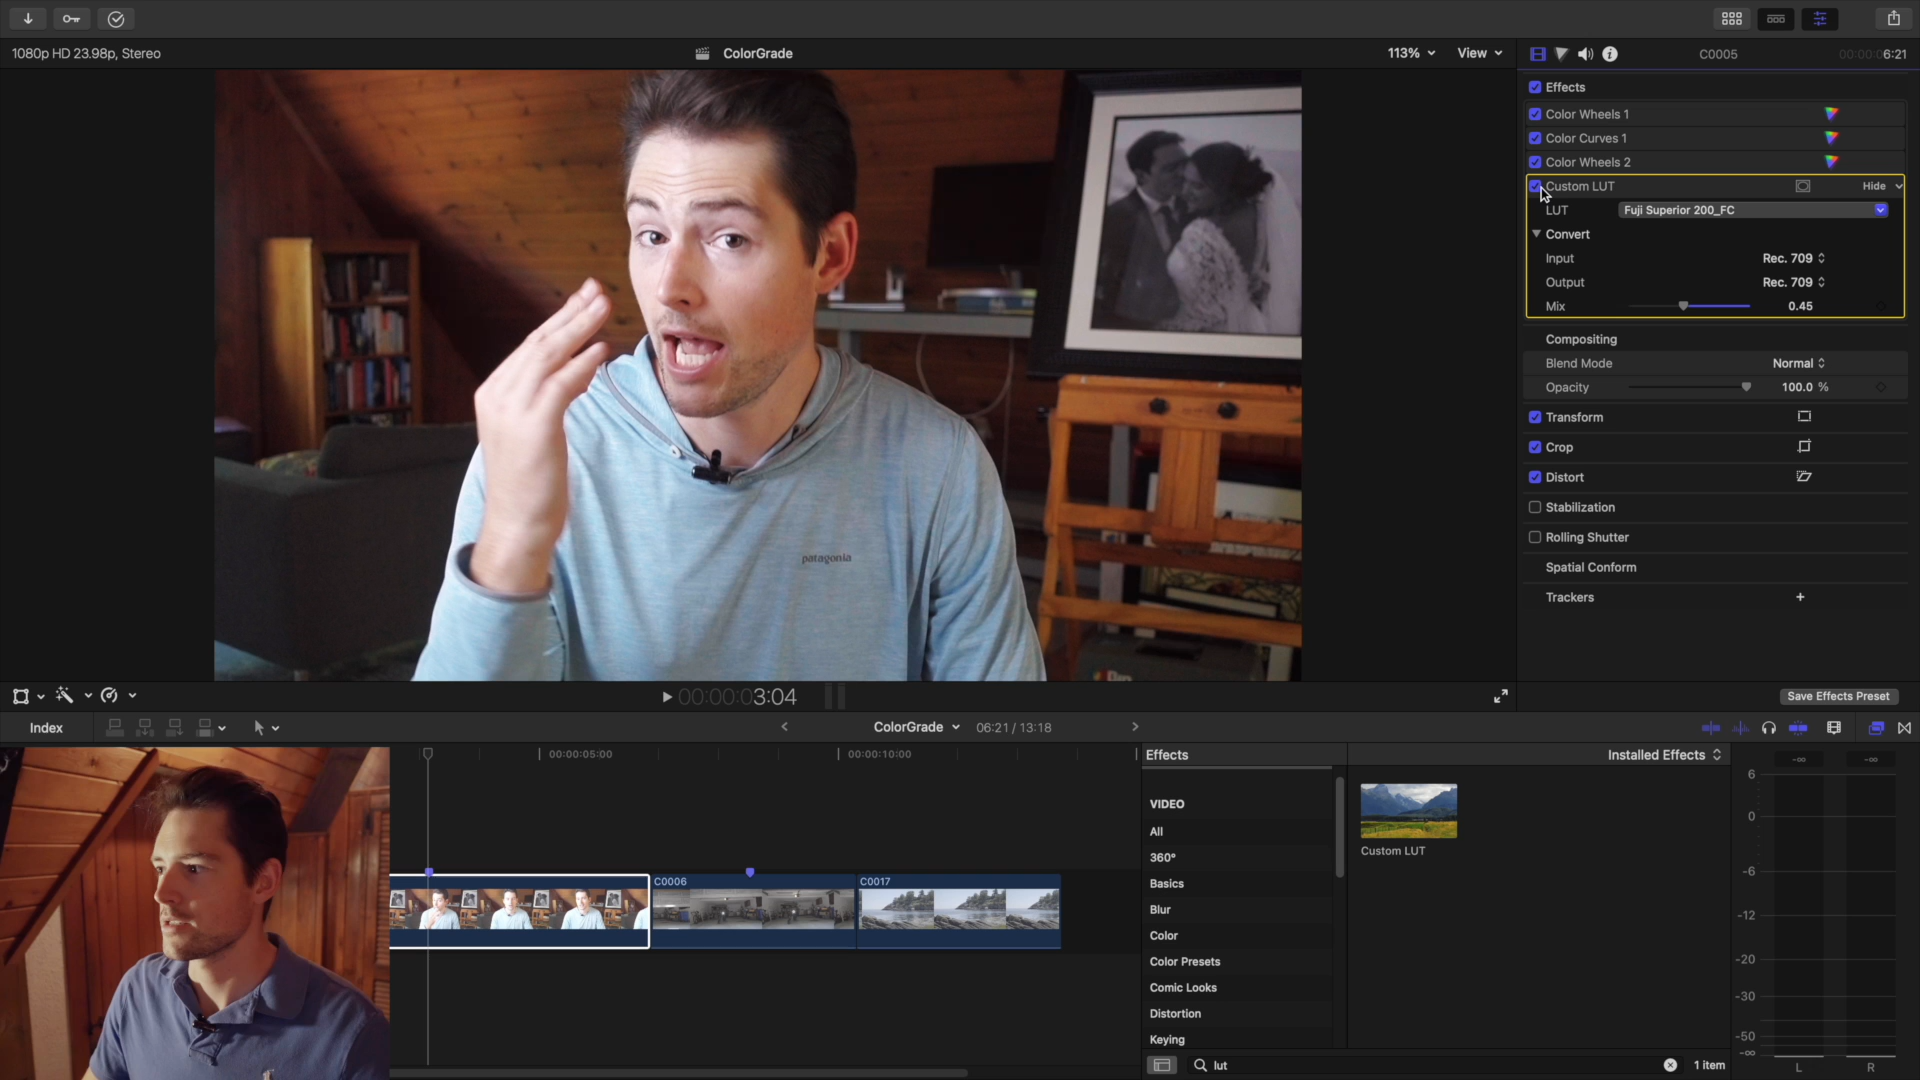 1080p HD 23.98p, Stereo
ColorGrade
113%
View
C0005
00:00:06:21
Effects
Color Wheels 1
Color Curves 1
Color Wheels 2
Custom LUT
Hide
LUT
Fuji Superior 200_FC
Convert
Input
Rec. 709
Output
Rec. 709
Mix
0.45
Compositing
Blend Mode
Normal
Opacity
100.0 %
Transform
Crop
Distort
Stabilization
Rolling Shutter
Spatial Conform
Trackers
+
patagonia
00:00:03:04
Save Effects Preset
Index
ColorGrade
06:21 / 13:18
00:00:05:00
00:00:10:00
C0006
C0017
Effects
Installed Effects
VIDEO
All
360°
Basics
Blur
Color
Color Presets
Comic Looks
Distortion
Keying
Custom LUT
lut
1 item
-∞
-∞
6
0
-6
-12
-20
-30
-50
-∞
L
R